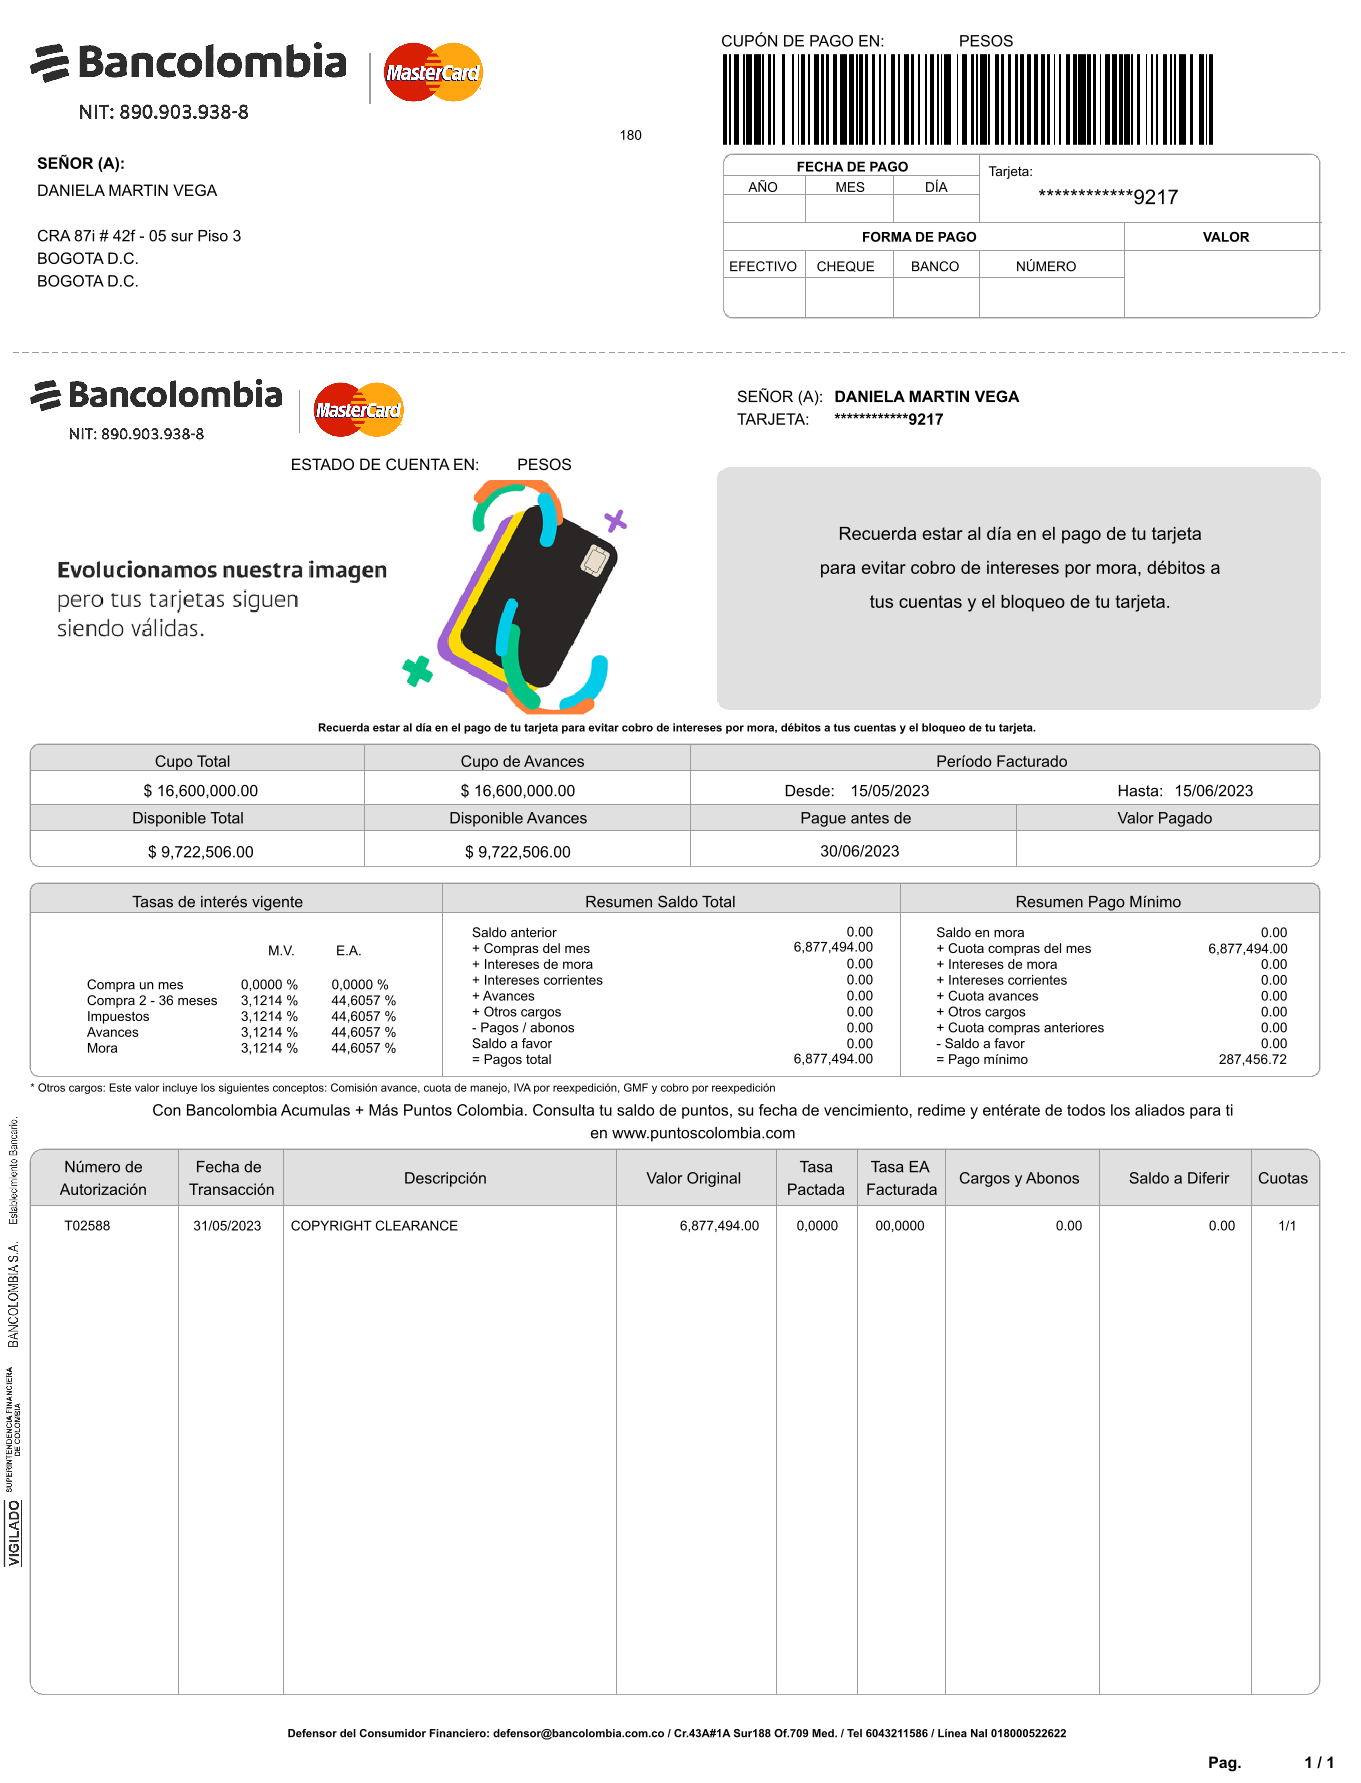 Bancolombia
MasterCard
NIT: 890.903.938-8
180
SEÑOR (A):
DANIELA MARTIN VEGA
CRA 87i # 42f - 05 sur Piso 3
BOGOTA D.C.
BOGOTA D.C.
CUPÓN DE PAGO EN: PESOS
FECHA DE PAGO
AÑO MES DÍA
Tarjeta:
************9217
FORMA DE PAGO VALOR
EFECTIVO CHEQUE BANCO NÚMERO
Bancolombia
MasterCard
NIT: 890.903.938-8
SEÑOR (A): DANIELA MARTIN VEGA
TARJETA: ************9217
ESTADO DE CUENTA EN: PESOS
Evolucionamos nuestra imagen
pero tus tarjetas siguen
siendo válidas.
Recuerda estar al día en el pago de tu tarjeta
para evitar cobro de intereses por mora, débitos a
tus cuentas y el bloqueo de tu tarjeta.
Recuerda estar al día en el pago de tu tarjeta para evitar cobro de intereses por mora, débitos a tus cuentas y el bloqueo de tu tarjeta.
Cupo Total Cupo de Avances Período Facturado
$ 16,600,000.00 $ 16,600,000.00 Desde: 15/05/2023 Hasta: 15/06/2023
Disponible Total Disponible Avances Pague antes de Valor Pagado
$ 9,722,506.00 $ 9,722,506.00 30/06/2023
Tasas de interés vigente
M.V. E.A.
Compra un mes 0,0000 % 0,0000 %
Compra 2 - 36 meses 3,1214 % 44,6057 %
Impuestos 3,1214 % 44,6057 %
Avances 3,1214 % 44,6057 %
Mora 3,1214 % 44,6057 %
Resumen Saldo Total
Saldo anterior 0.00
+ Compras del mes 6,877,494.00
+ Intereses de mora 0.00
+ Intereses corrientes 0.00
+ Avances 0.00
+ Otros cargos 0.00
- Pagos / abonos 0.00
Saldo a favor 0.00
= Pagos total 6,877,494.00
Resumen Pago Mínimo
Saldo en mora 0.00
+ Cuota compras del mes 6,877,494.00
+ Intereses de mora 0.00
+ Intereses corrientes 0.00
+ Cuota avances 0.00
+ Otros cargos 0.00
+ Cuota compras anteriores 0.00
- Saldo a favor 0.00
= Pago mínimo 287,456.72
* Otros cargos: Este valor incluye los siguientes conceptos: Comisión avance, cuota de manejo, IVA por reexpedición, GMF y cobro por reexpedición
Con Bancolombia Acumulas + Más Puntos Colombia. Consulta tu saldo de puntos, su fecha de vencimiento, redime y entérate de todos los aliados para ti
en www.puntoscolombia.com
Número de Autorización Fecha de Transacción Descripción Valor Original Tasa Pactada Tasa EA Facturada Cargos y Abonos Saldo a Diferir Cuotas
T02588 31/05/2023 COPYRIGHT CLEARANCE 6,877,494.00 0,0000 00,0000 0.00 0.00 1/1
VIGILADO SUPERINTENDENCIA FINANCIERA
DE COLOMBIA
BANCOLOMBIA S.A. Establecimiento Bancario.
Defensor del Consumidor Financiero: defensor@bancolombia.com.co / Cr.43A#1A Sur188 Of.709 Med. / Tel 6043211586 / Línea Nal 018000522622
Pag. 1 / 1